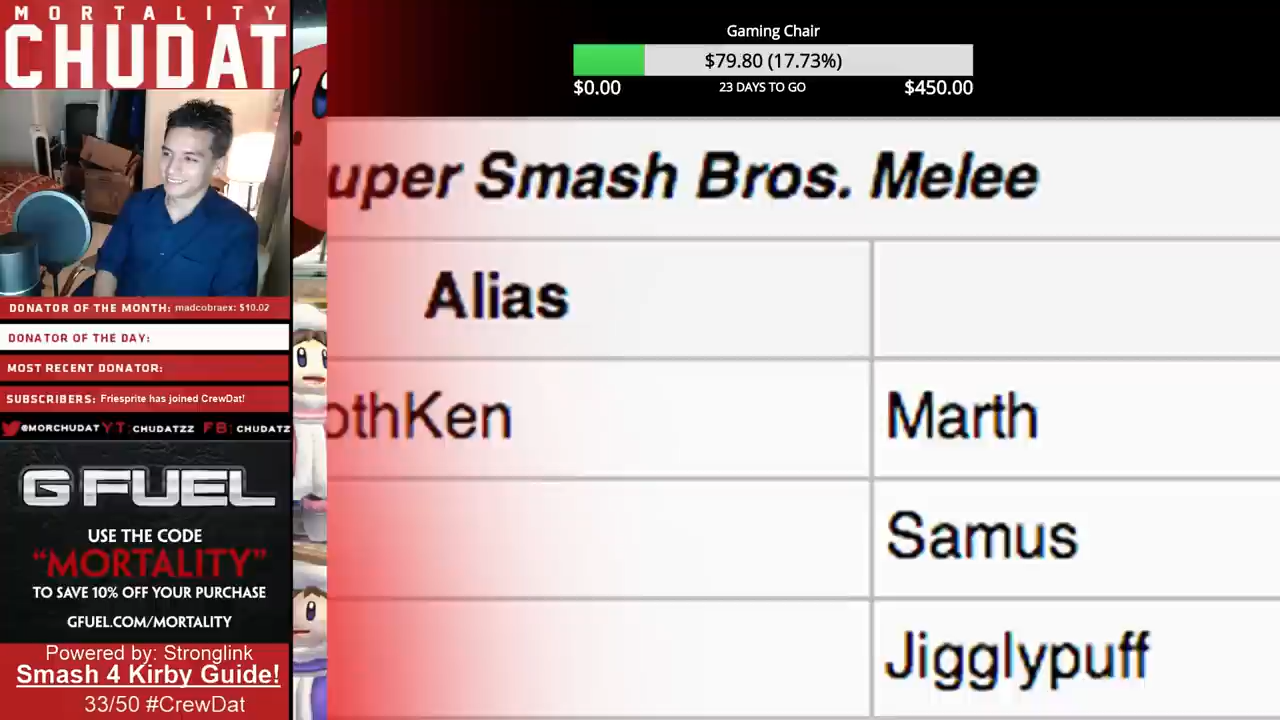 MORTALITY
CHUDAT
DONATOR OF THE MONTH: madcobraex: $10.02
DONATOR OF THE DAY:
MOST RECENT DONATOR:
SUBSCRIBERS: Friesprite has joined CrewDat!
@MORCHUDAT YT: CHUDATZZ FB: CHUDATZ
G FUEL
USE THE CODE
"MORTALITY"
TO SAVE 10% OFF YOUR PURCHASE
GFUEL.COM/MORTALITY
Powered by: Stronglink
Smash 4 Kirby Guide!
33/50 #CrewDat
Gaming Chair
$79.80 (17.73%)
$0.00 23 DAYS TO GO $450.00
uper Smash Bros. Melee
Alias
othKen Marth
Samus
Jigglypuff